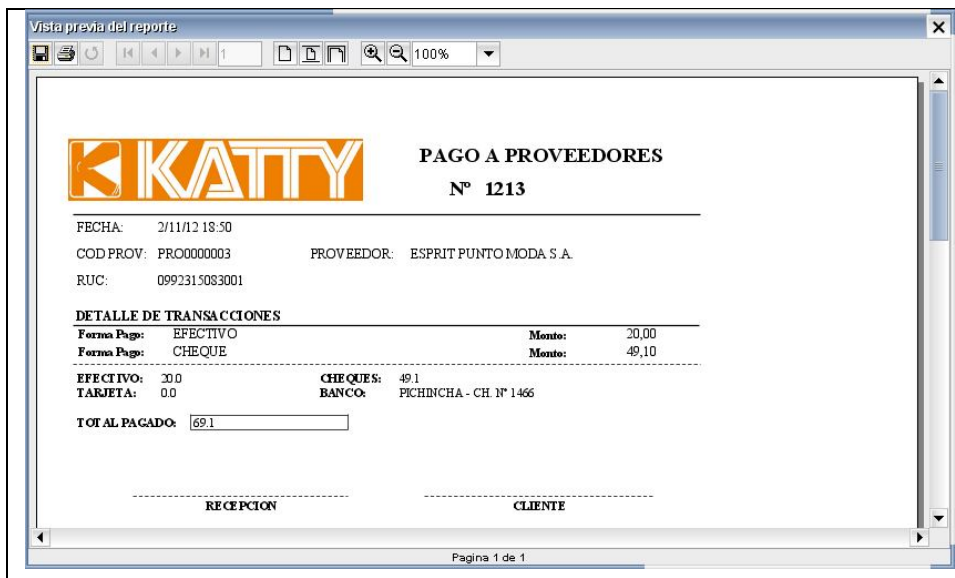 Vista previa del reporte
1 100%
KATTY
PAGO A PROVEEDORES
Nº 1213
FECHA: 2/11/12 18:50
COD PROV: PRO0000003 PROVEEDOR: ESPRIT PUNTO MODA S.A.
RUC: 0992315083001
DETALLE DE TRANSACCIONES
Forma Pago: EFECTIVO Monto: 20,00
Forma Pago: CHEQUE Monto: 49,10
EFECTIVO: 20.0 CHEQUES: 49.1
TARJETA: 0.0 BANCO: PICHINCHA - CH. Nº 1466
TOTAL PAGADO: 69.1
RECEPCION CLIENTE
Pagina 1 de 1